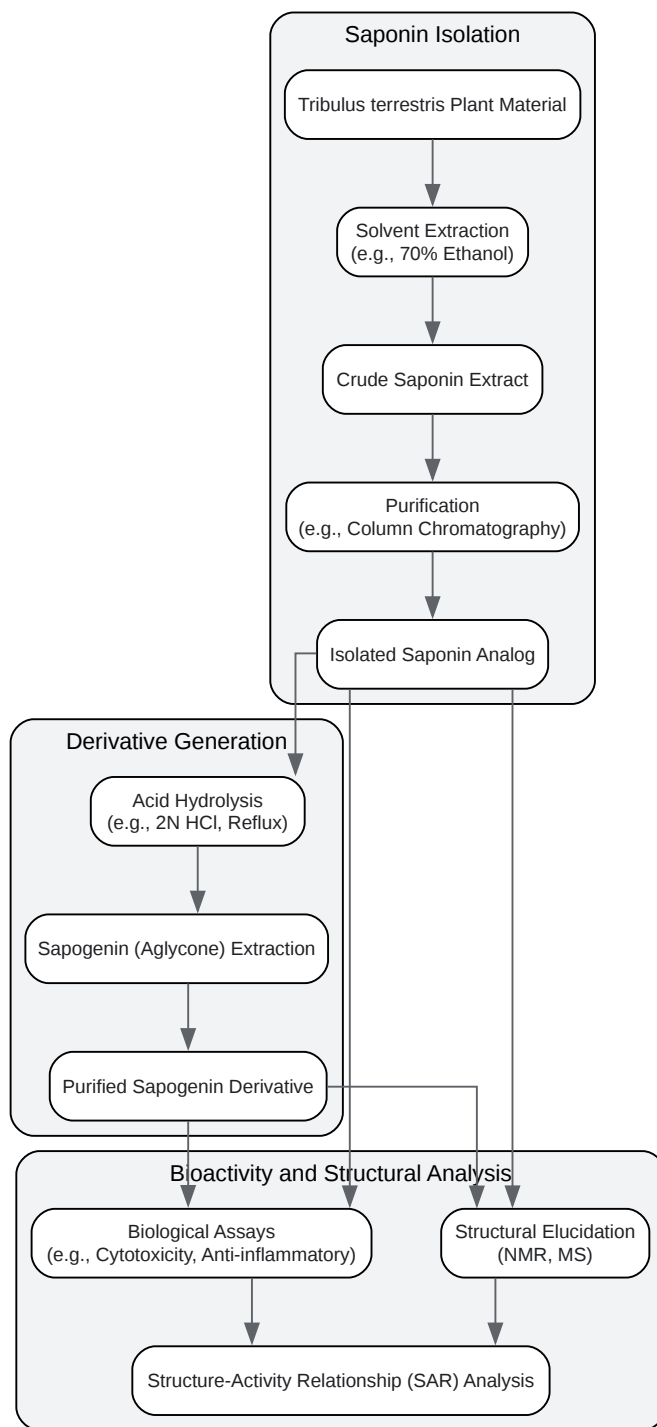 Saponin Isolation
Tribulus terrestris Plant Material
Solvent Extraction
(e.g., 70% Ethanol)
Crude Saponin Extract
Purification
(e.g., Column Chromatography)
Isolated Saponin Analog
Derivative Generation
Acid Hydrolysis
(e.g., 2N HCl, Reflux)
Sapogenin (Aglycone) Extraction
Purified Sapogenin Derivative
Bioactivity and Structural Analysis
Biological Assays
(e.g., Cytotoxicity, Anti-inflammatory)
Structural Elucidation
(NMR, MS)
Structure-Activity Relationship (SAR) Analysis